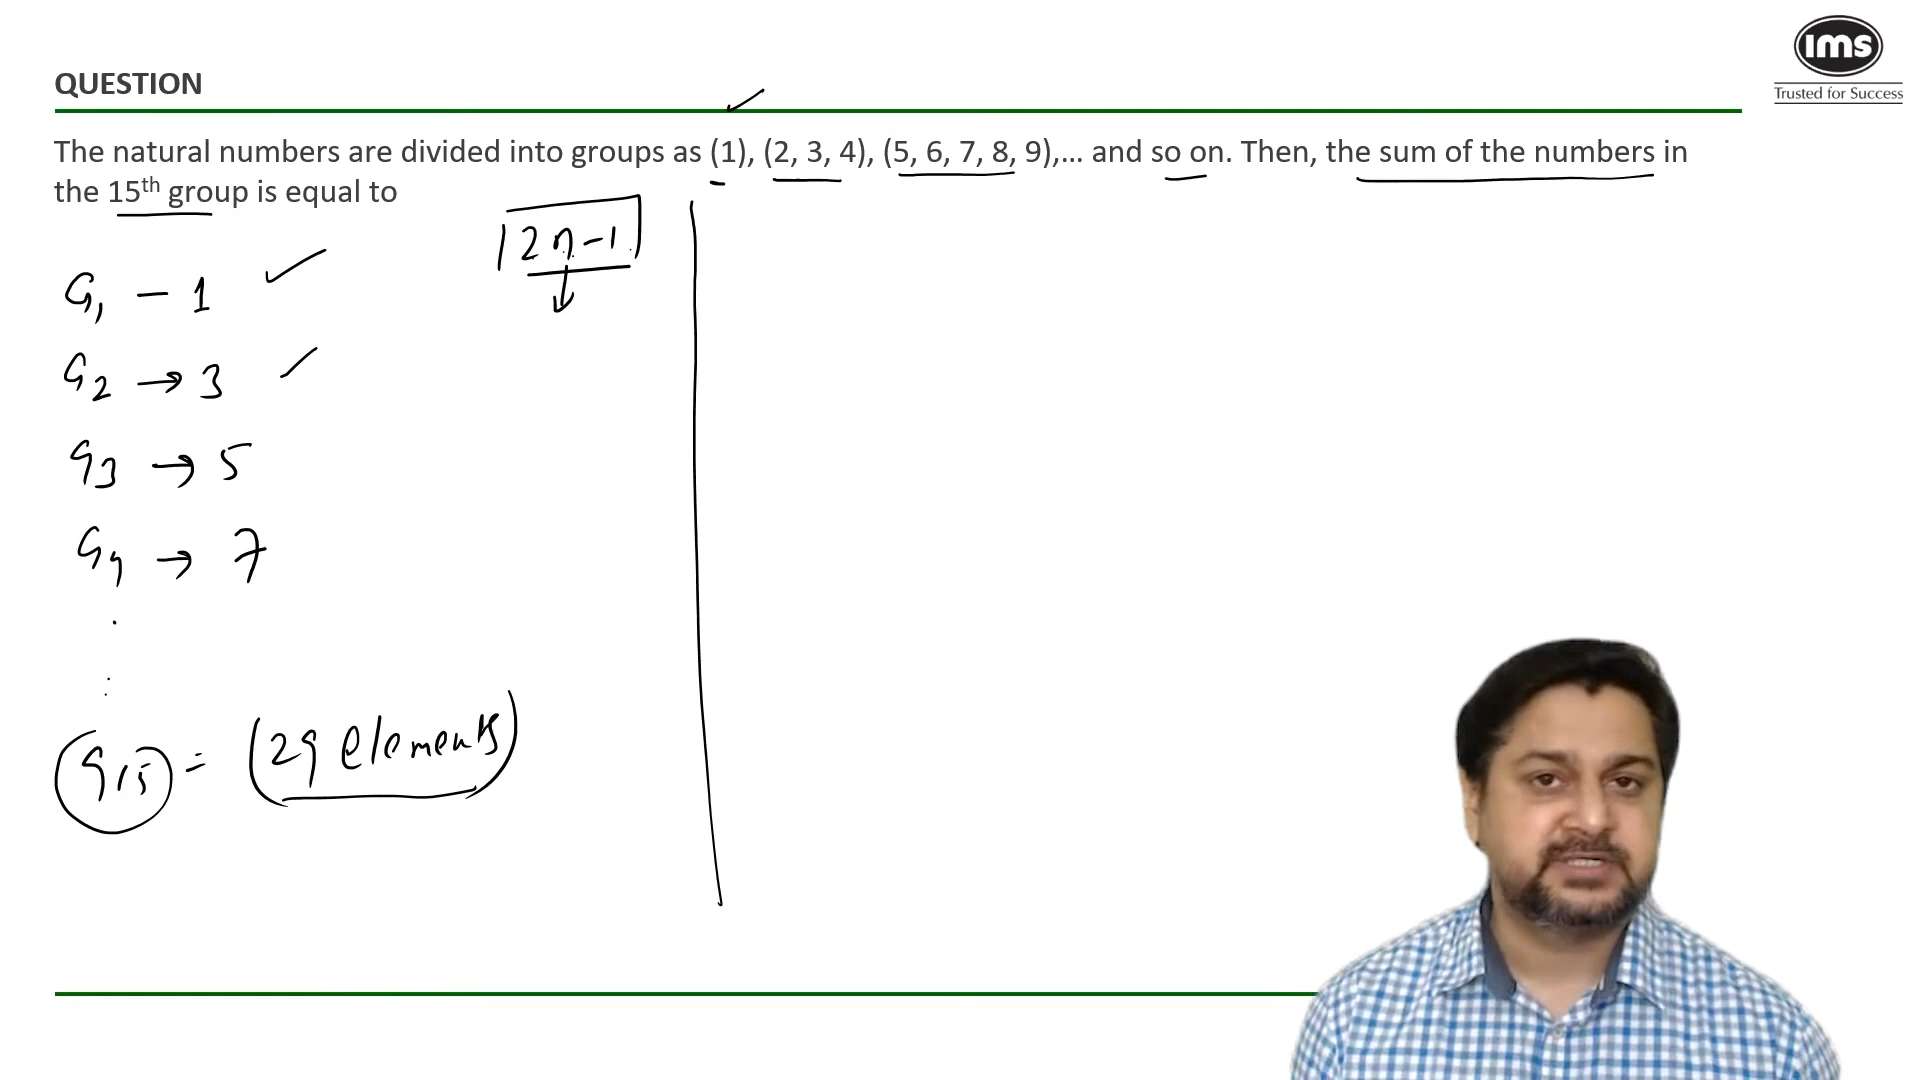 ims
Trusted for Success
QUESTION
The natural numbers are divided into groups as (1), (2, 3, 4), (5, 6, 7, 8, 9),... and so on. Then, the sum of the numbers in
the 15th group is equal to
2n-1
G1 - 1
G2 → 3
G3 → 5
G4 → 7
G15 = (29 elements)